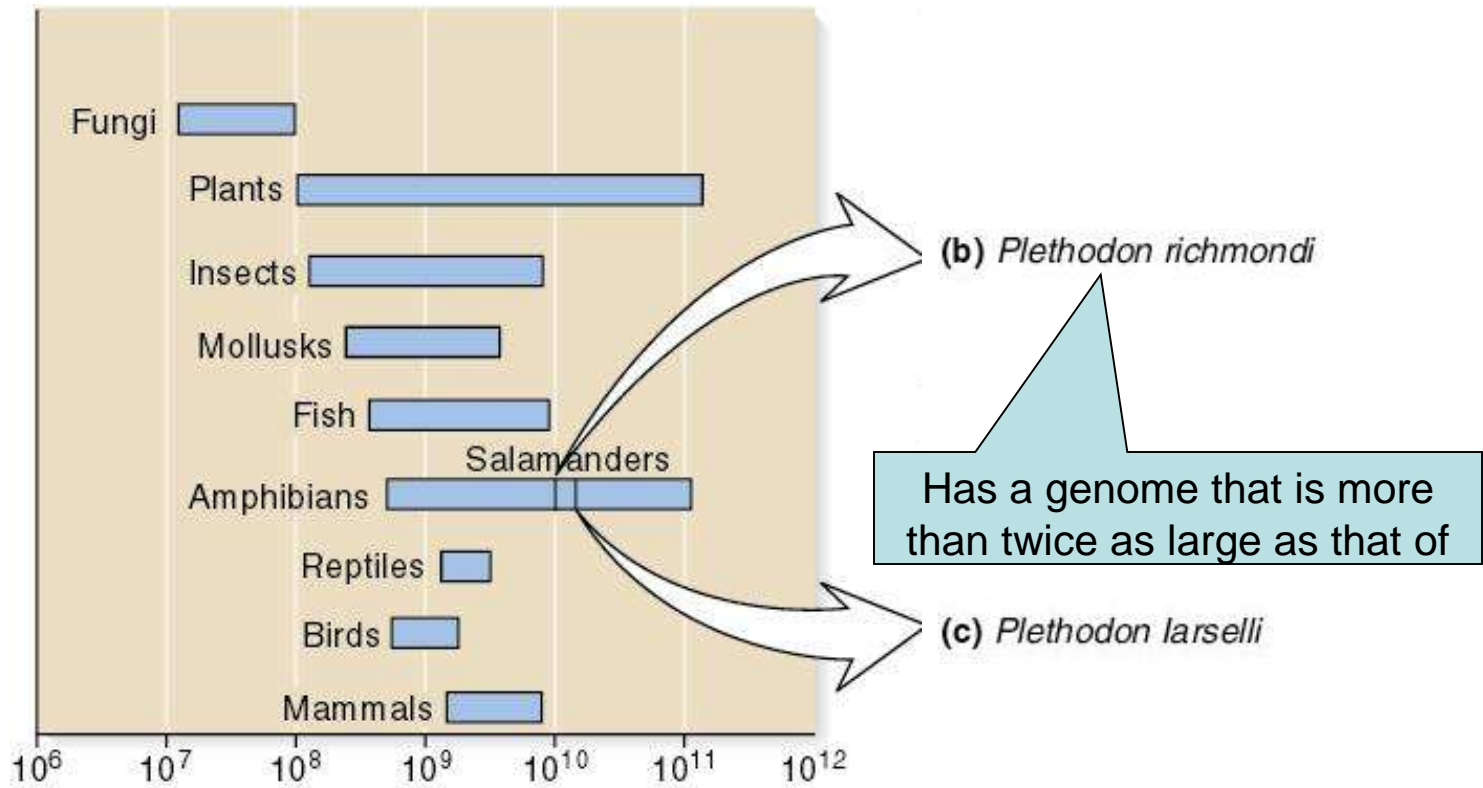 Fungi
Plants
Insects
Mollusks
Fish
Salamanders
Amphibians
Reptiles
Birds
Mammals
10⁶ 10⁷ 10⁸ 10⁹ 10¹⁰ 10¹¹ 10¹²
(b) Plethodon richmondi
Has a genome that is more
than twice as large as that of
(c) Plethodon larselli